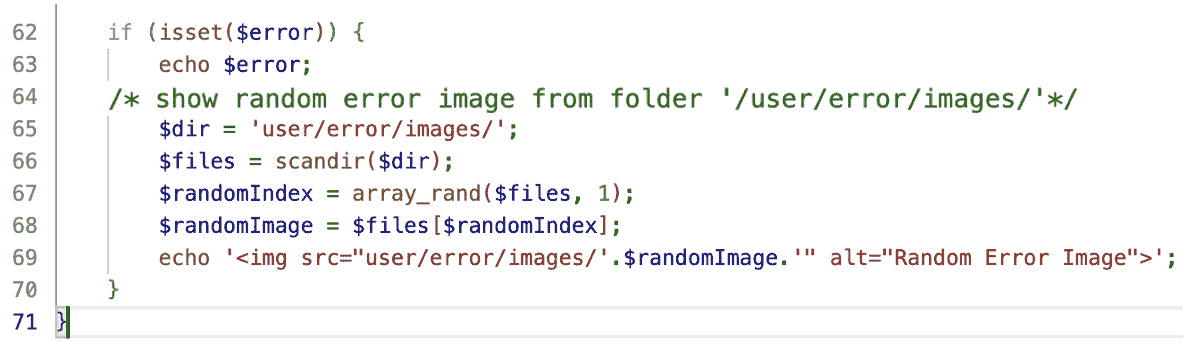 62 if (isset($error)) {
63 echo $error;
64 /* show random error image from folder '/user/error/images/'*/
65 $dir = 'user/error/images/';
66 $files = scandir($dir);
67 $randomIndex = array_rand($files, 1);
68 $randomImage = $files[$randomIndex];
69 echo '<img src="user/error/images/'.$randomImage.'" alt="Random Error Image">';
70 }
71 }